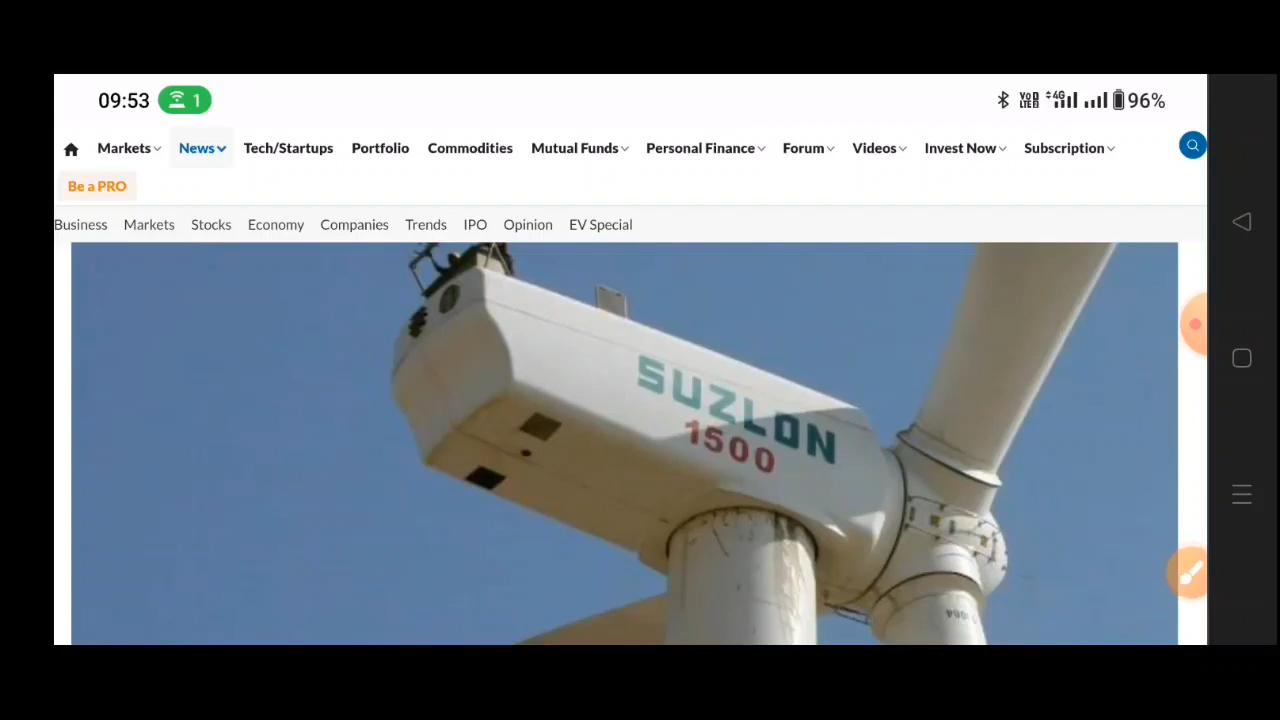 09:53 1 96%
Markets News Tech/Startups Portfolio Commodities Mutual Funds Personal Finance Forum Videos Invest Now Subscription
Be a PRO
Business Markets Stocks Economy Companies Trends IPO Opinion EV Special
SUZLON
1500